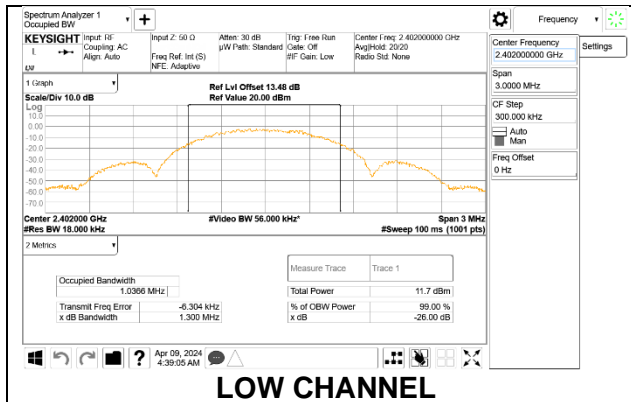 Spectrum Analyzer 1
Occupied BW
+
Frequency
KEYSIGHT
Input: RF
Coupling: AC
Align: Auto
Input Z: 50 Ω
Freq Ref: Int (S)
NFE: Adaptive
Atten: 30 dB
µW Path: Standard
Trig: Free Run
Gate: Off
#IF Gain: Low
Center Freq: 2.402000000 GHz
Avg|Hold: 20/20
Radio Std: None
L
Center Frequency
2.402000000 GHz
Settings
Span
3.0000 MHz
CF Step
300.000 kHz
Auto
Man
Freq Offset
0 Hz
1 Graph
Scale/Div 10.0 dB
Ref Lvl Offset 13.48 dB
Ref Value 20.00 dBm
Log
10.0
0.00
-10.0
-20.0
-30.0
-40.0
-50.0
-60.0
-70.0
Center 2.402000 GHz
#Video BW 56.000 kHz*
Span 3 MHz
#Res BW 18.000 kHz
#Sweep 100 ms (1001 pts)
2 Metrics
Measure Trace
Trace 1
Occupied Bandwidth
1.0366 MHz
Total Power
11.7 dBm
Transmit Freq Error
-6.304 kHz
% of OBW Power
99.00 %
x dB Bandwidth
1.300 MHz
x dB
-26.00 dB
?
Apr 09, 2024
4:39:05 AM
LOW CHANNEL